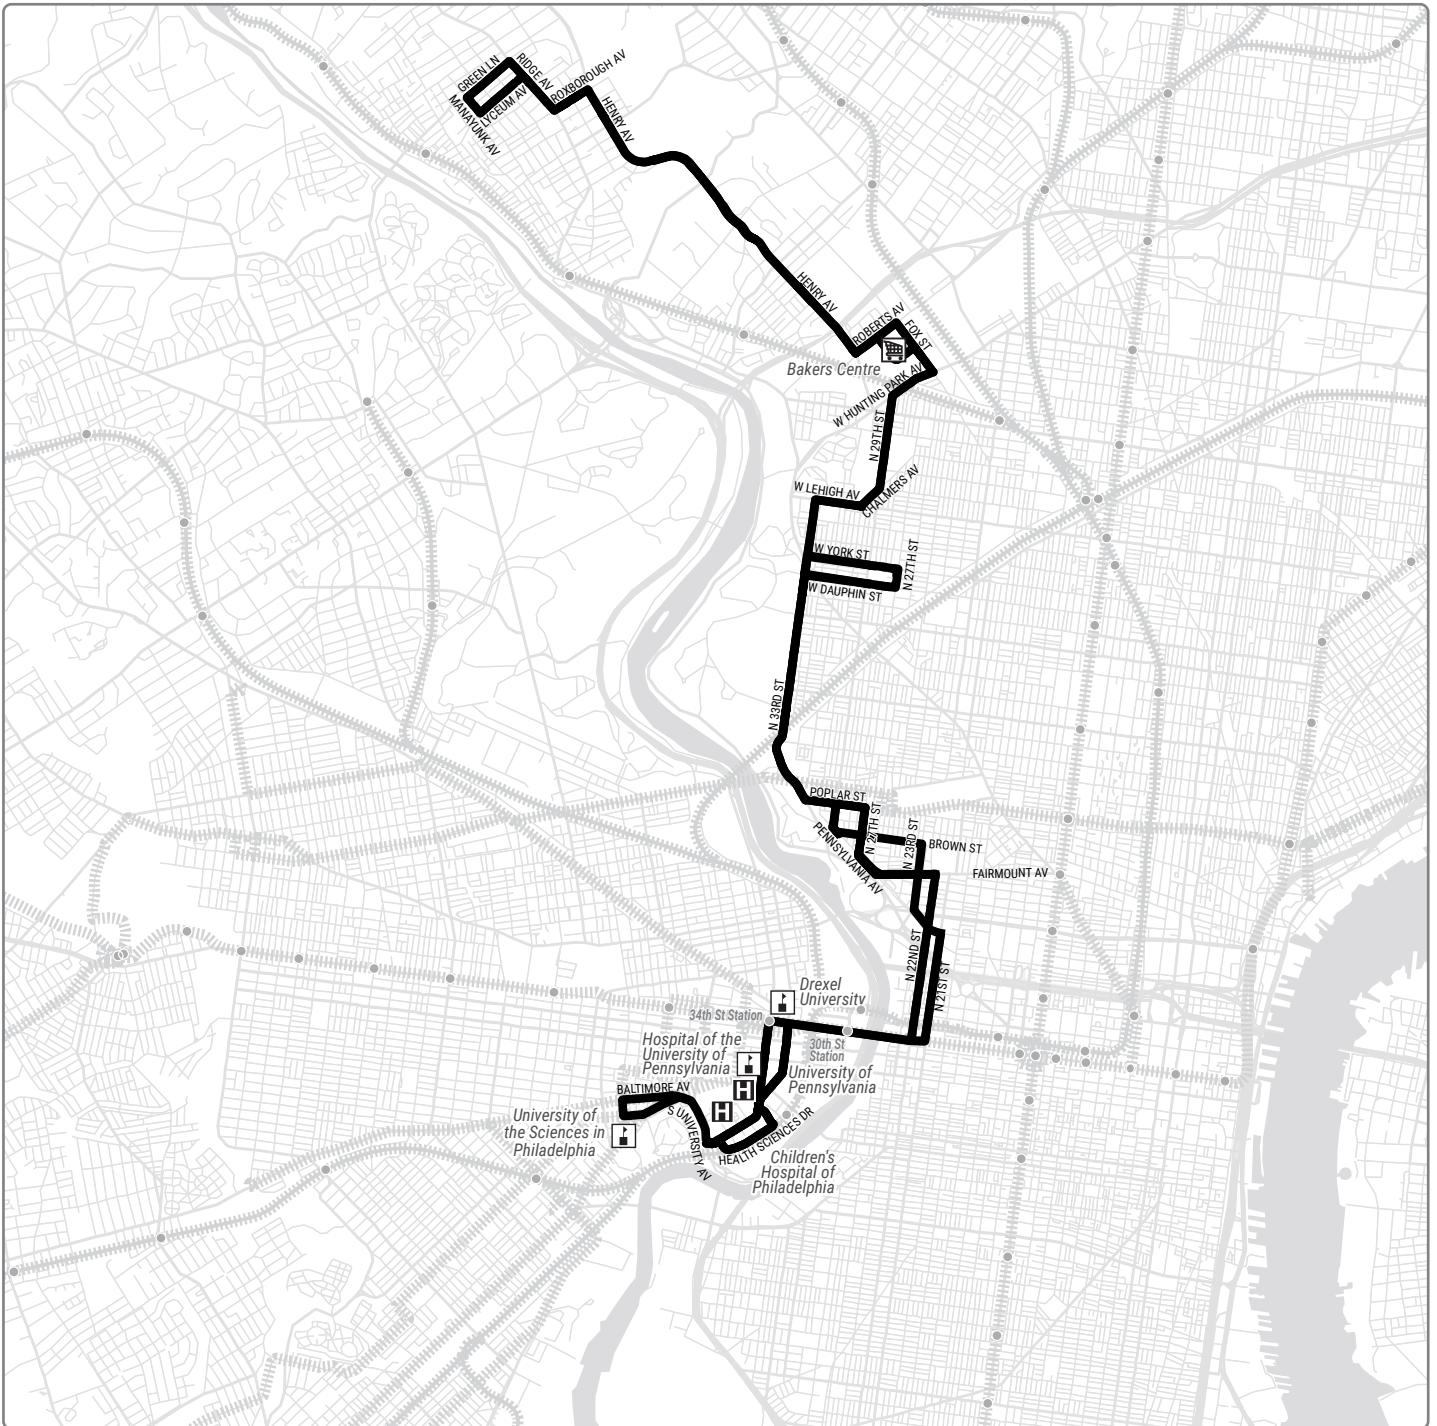 GREEN LN
RIDGE AV
ROXBOROUGH AV
MANAYUNK AV
LYCEUM AV
HENRY AV
HENRY AV
ROBERTS AV
FOX ST
Bakers Centre
W HUNTING PARK AV
N 29TH ST
CHALMERS AV
W LEHIGH AV
W YORK ST
N 27TH ST
W DAUPHIN ST
N 33RD ST
POPLAR ST
PENNSYLVANIA AV
N 23RD ST
BROWN ST
FAIRMOUNT AV
N 22ND ST
N 21ST ST
Drexel
University
34th St Station
30th St
Station
Hospital of the
University of
Pennsylvania
University of
Pennsylvania
BALTIMORE AV
S UNIVERSITY AV
HEALTH SCIENCES DR
University of
the Sciences in
Philadelphia
Children's
Hospital of
Philadelphia
H
H